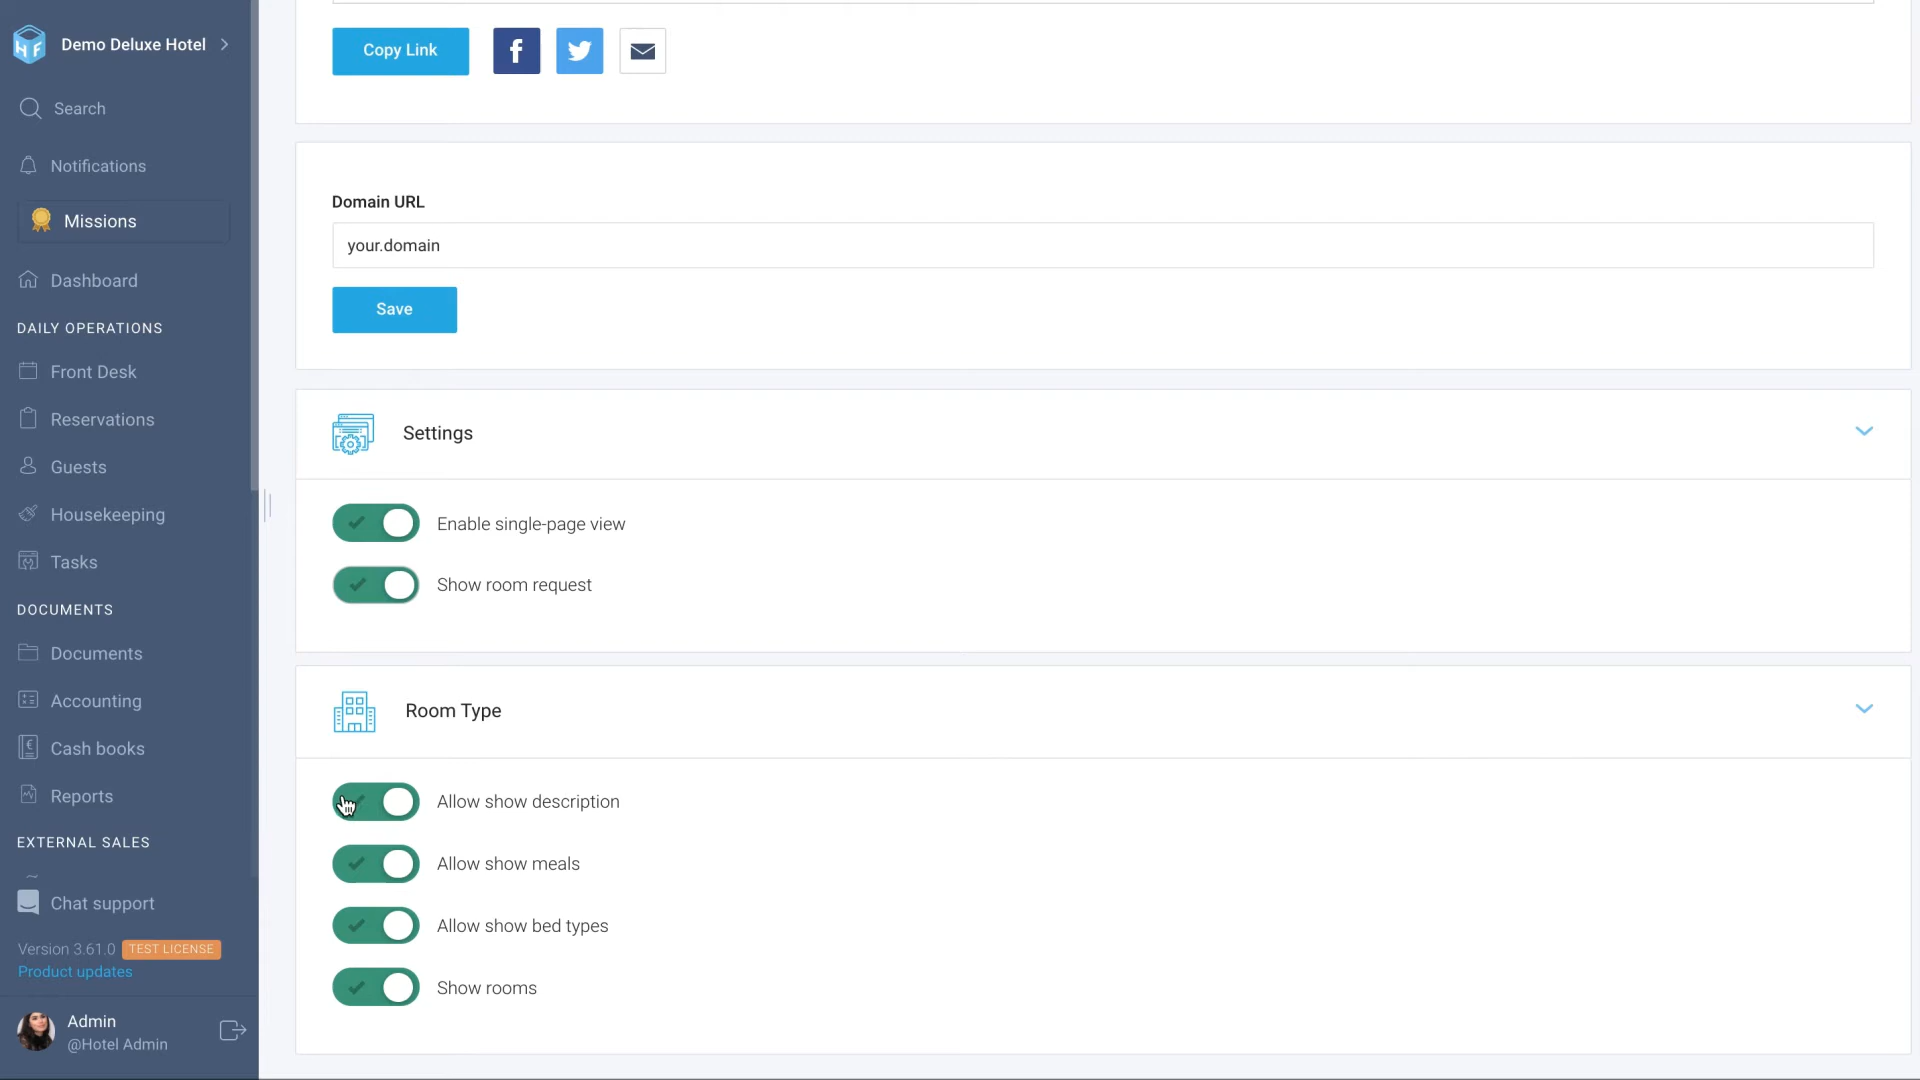 Demo Deluxe Hotel
Search
Notifications
Missions
Dashboard
DAILY OPERATIONS
Front Desk
Reservations
Guests
Housekeeping
Tasks
DOCUMENTS
Documents
Accounting
Cash books
Reports
EXTERNAL SALES
Chat support
Version 3.61.0 TEST LICENSE
Product updates
Admin
@Hotel Admin
Copy Link
Domain URL
your.domain
Save
Settings
Enable single-page view
Show room request
Room Type
Allow show description
Allow show meals
Allow show bed types
Show rooms